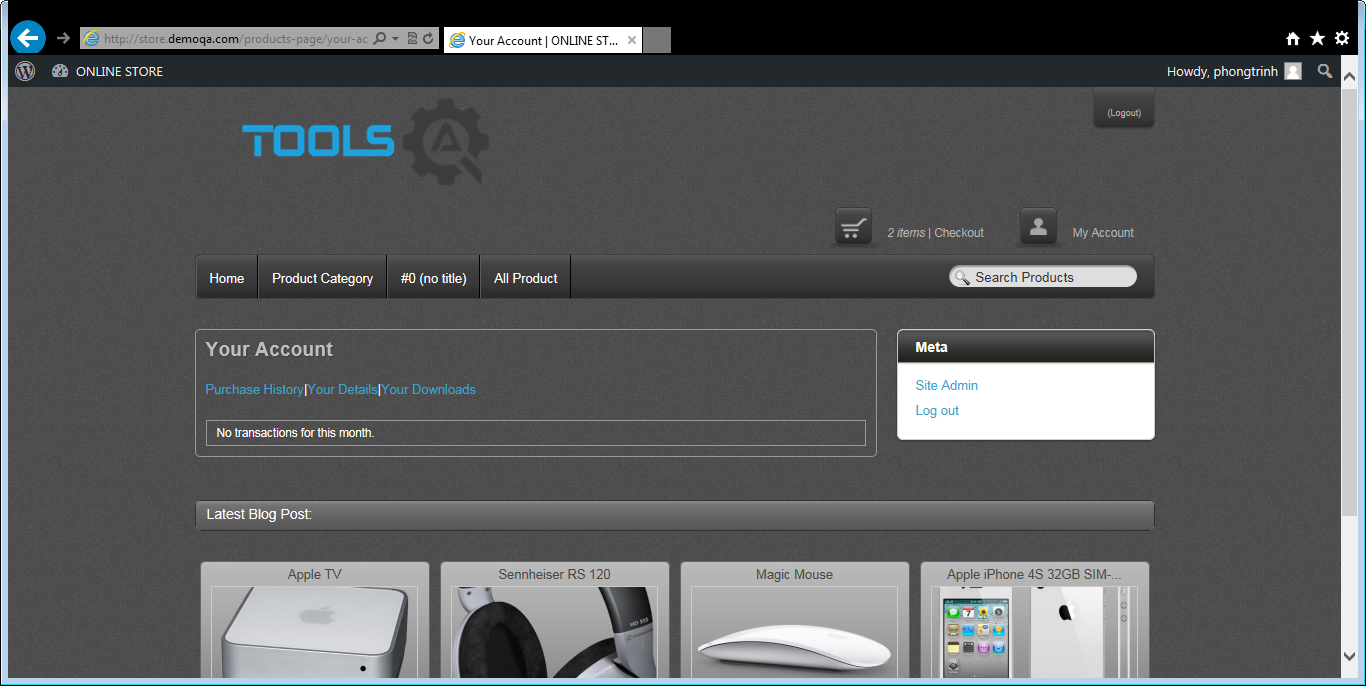 http://store.demoqa.com/products-page/your-ac
Your Account | ONLINE ST...
ONLINE STORE
Howdy, phongtrinh
(Logout)
TOOLS
2 items | Checkout
My Account
Home
Product Category
#0 (no title)
All Product
Search Products
Your Account
Meta
Purchase History|Your Details|Your Downloads
Site Admin
Log out
No transactions for this month.
Latest Blog Post:
Apple TV
Sennheiser RS 120
Magic Mouse
Apple iPhone 4S 32GB SIM-...
HD 555